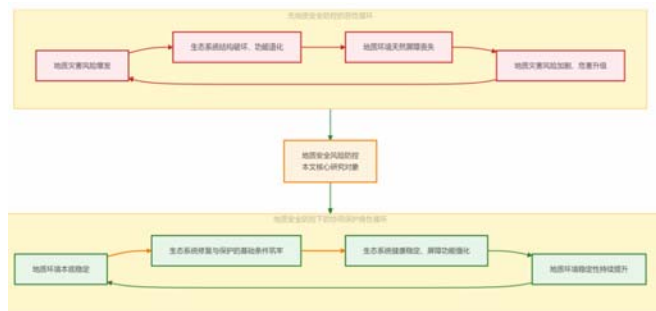 无地质安全防控的恶性循环
生态系统结构破坏、功能退化
地质环境天然屏障丧失
地质灾害风险爆发
地质灾害风险加剧、危害升级
地质安全风险防控
本文核心研究对象
地质安全防控下的协同保护良性循环
生态系统修复与保护的基础条件筑牢
生态系统健康稳定、屏障功能强化
地质环境本底稳定
地质环境稳定性持续提升